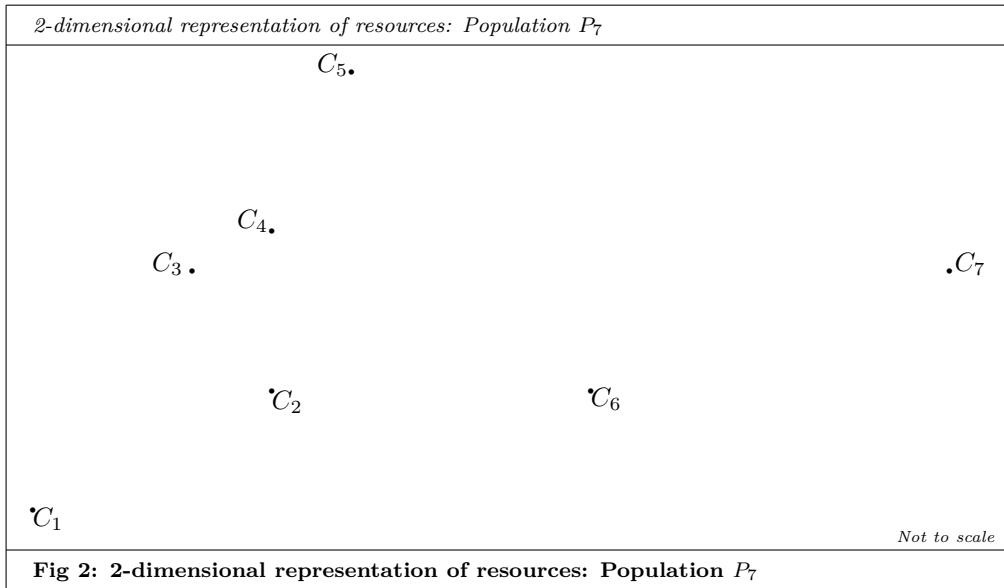 2-dimensional representation of resources: Population P₇
C₅
C₄
C₃
C₇
C₂
C₆
C₁
Not to scale
Fig 2: 2-dimensional representation of resources: Population P₇